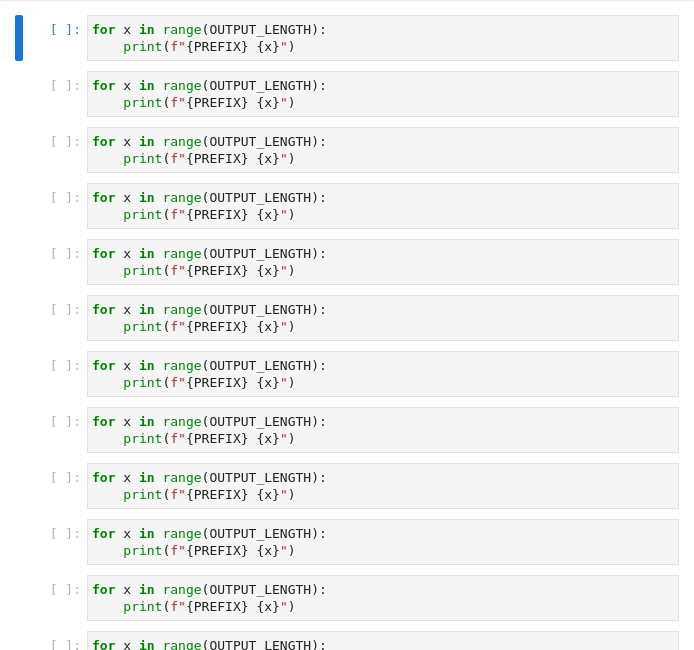 [ ]: for x in range(OUTPUT_LENGTH):
    print(f"{PREFIX} {x}")
[ ]: for x in range(OUTPUT_LENGTH):
    print(f"{PREFIX} {x}")
[ ]: for x in range(OUTPUT_LENGTH):
    print(f"{PREFIX} {x}")
[ ]: for x in range(OUTPUT_LENGTH):
    print(f"{PREFIX} {x}")
[ ]: for x in range(OUTPUT_LENGTH):
    print(f"{PREFIX} {x}")
[ ]: for x in range(OUTPUT_LENGTH):
    print(f"{PREFIX} {x}")
[ ]: for x in range(OUTPUT_LENGTH):
    print(f"{PREFIX} {x}")
[ ]: for x in range(OUTPUT_LENGTH):
    print(f"{PREFIX} {x}")
[ ]: for x in range(OUTPUT_LENGTH):
    print(f"{PREFIX} {x}")
[ ]: for x in range(OUTPUT_LENGTH):
    print(f"{PREFIX} {x}")
[ ]: for x in range(OUTPUT_LENGTH):
    print(f"{PREFIX} {x}")
[ ]: for x in range(OUTPUT_LENGTH):